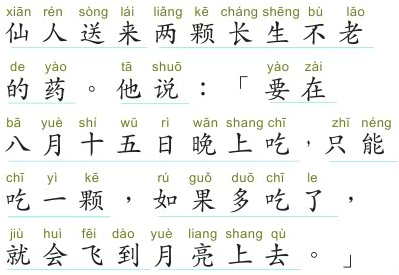 xiān rén sòng lái liǎng kē cháng shēng bù lǎo
仙人送来两颗长生不老
de yào tā shuō yào zài
的药。他说：「要在
bā yuè shí wǔ rì wǎn shang chī zhǐ néng
八月十五日晚上吃，只能
chī yì kē rú guǒ duō chī le
吃一颗，如果多吃了，
jiù huì fēi dào yuè liang shang qù
就会飞到月亮上去。」